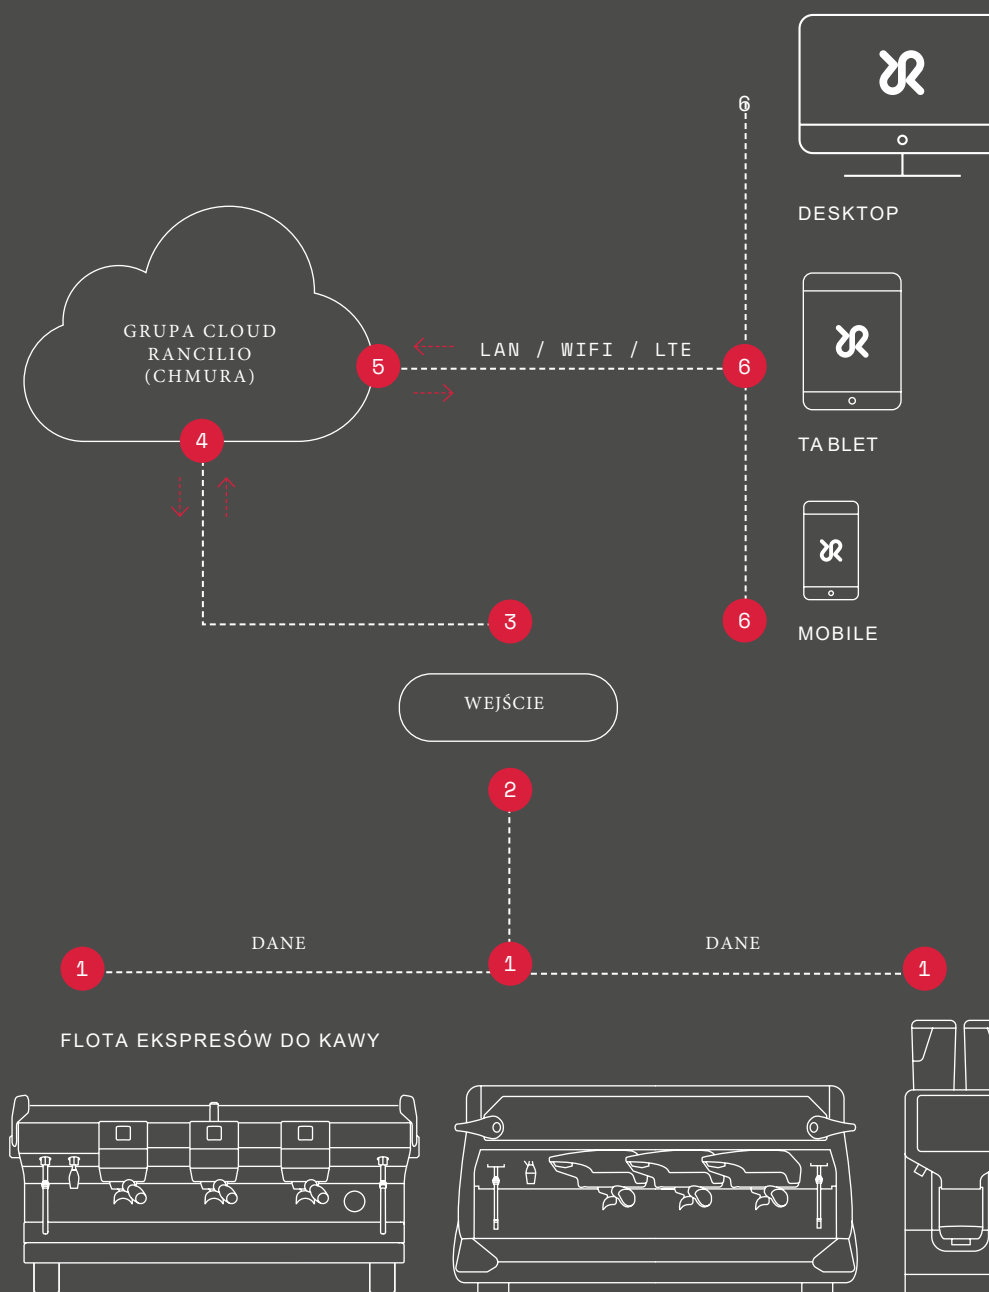 6
DESKTOP
GRUPA CLOUD
RANCILIO
(CHMURA)
5
LAN / WIFI / LTE
6
4
TABLET
3
6
MOBILE
WEJŚCIE
2
DANE
DANE
1
1
1
FLOTA EKSPRESÓW DO KAWY